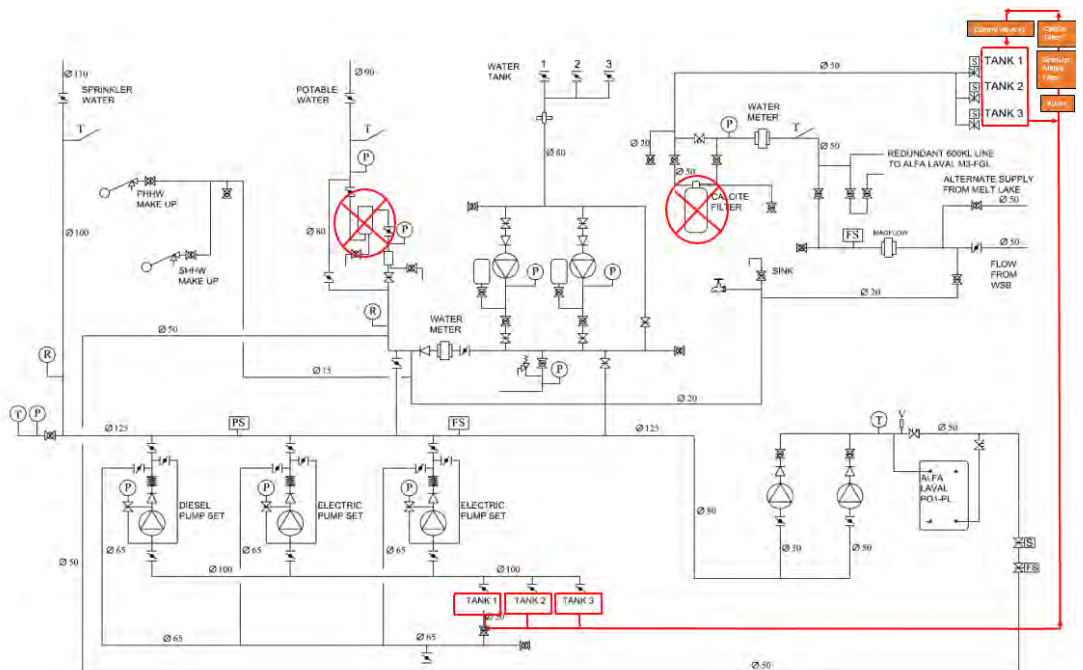 Ø 110
SPRINKLER
WATER
T
Ø 100
FHHW
MAKE UP
SHHW
MAKE UP
Ø 90
POTABLE
WATER
T
P
Ø 80
P
R
WATER
METER
Ø 50
R
Ø 15
T
P
Ø 125
PS
FS
Ø 125
WATER
TANK
1
2
3
Ø 80
P
P
P
Ø 20
Ø 50
Ø 20
Ø 50
P
WATER
METER
T
Ø 50
CALCITE
FILTER
SINK
REDUNDANT 600KL LINE
TO ALFA LAVAL M3-FGL
ALTERNATE SUPPLY
FROM MELT LAKE
Ø 50
FS
MAGFLOW
Ø 50
FLOW
FROM
WSB
Ø 20
Filter
Filter
S
TANK 1
S
TANK 2
S
TANK 3
P
DIESEL
PUMP SET
P
ELECTRIC
PUMP SET
P
ELECTRIC
PUMP SET
Ø 65
Ø 65
Ø 65
Ø 50
Ø 100
Ø 100
TANK 1
TANK 2
TANK 3
Ø 65
Ø 65
Ø 80
Ø 50
Ø 50
T
V
Ø 50
ALFA
LAVAL
PO1-PL
S
FS
Ø 50